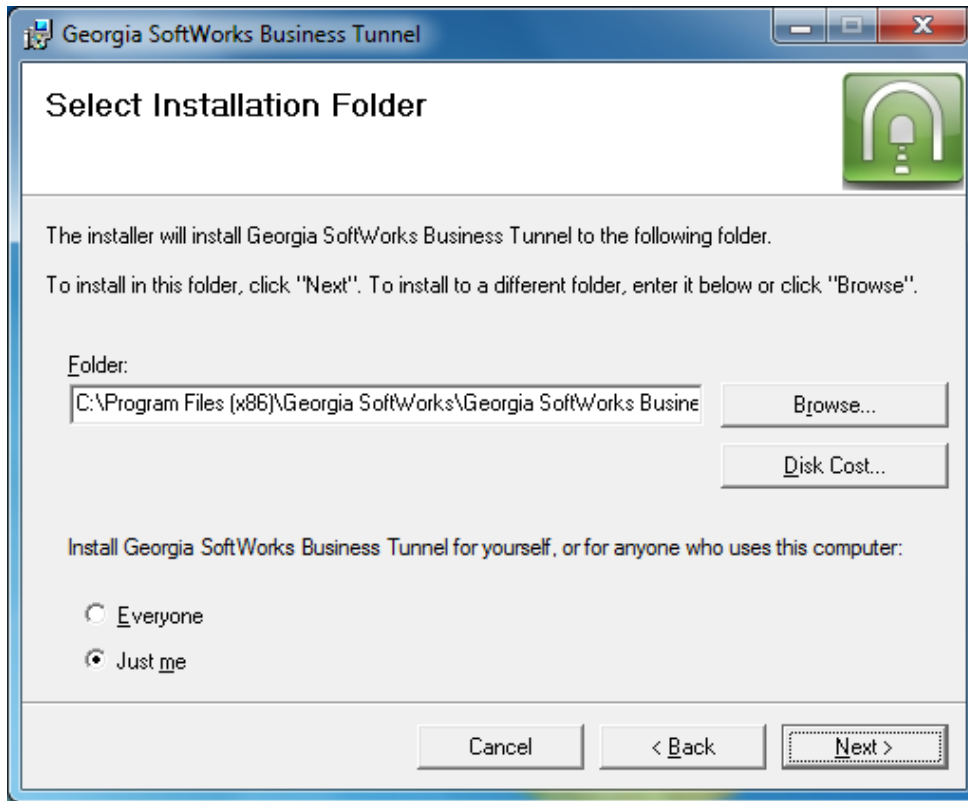 Georgia SoftWorks Business Tunnel
Select Installation Folder
The installer will install Georgia SoftWorks Business Tunnel to the following folder.
To install in this folder, click "Next". To install to a different folder, enter it below or click "Browse".
Folder:
C:\Program Files (x86)\Georgia SoftWorks\Georgia SoftWorks Busine
Browse...
Disk Cost...
Install Georgia SoftWorks Business Tunnel for yourself, or for anyone who uses this computer:
Everyone
Just me
Cancel
< Back
Next >